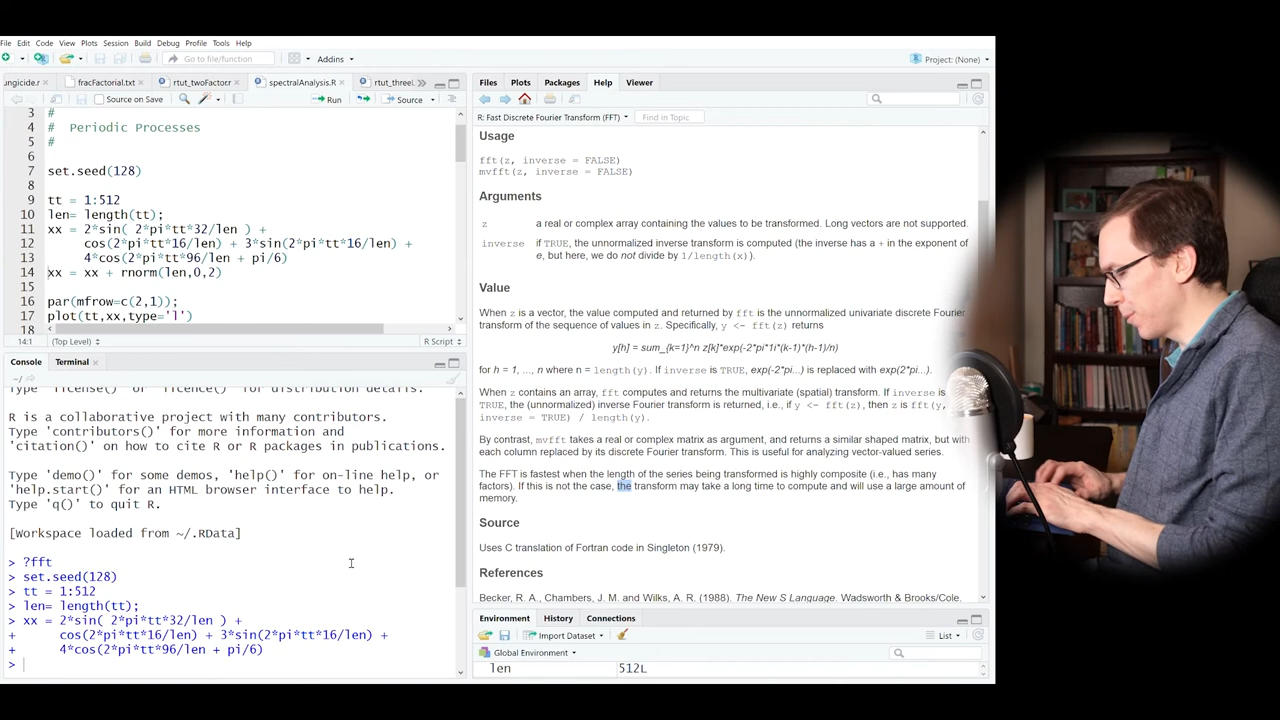 File Edit Code View Plots Session Build Debug Profile Tools Help
Go to file/function
Addins
Project: (None)
ungicide.r
fracFactorial.txt
rtut_twoFactorr
spectralAnalysis.R
rtut_threel
Source on Save
Run
Source
3 #
4 # Periodic Processes
5 #
6
7 set.seed(128)
8
9 tt = 1:512
10 len= length(tt);
11 xx = 2*sin( 2*pi*tt*32/len ) +
12 cos(2*pi*tt*16/len) + 3*sin(2*pi*tt*16/len) +
13 4*cos(2*pi*tt*96/len + pi/6)
14 xx = xx + rnorm(len,0,2)
15
16 par(mfrow=c(2,1));
17 plot(tt,xx,type='l')
18
14:1 (Top Level) R Script
Console Terminal
~/
Type 'license()' or 'licence()' for distribution details.
R is a collaborative project with many contributors.
Type 'contributors()' for more information and
'citation()' on how to cite R or R packages in publications.
Type 'demo()' for some demos, 'help()' for on-line help, or
'help.start()' for an HTML browser interface to help.
Type 'q()' to quit R.
[Workspace loaded from ~/.RData]
> ?fft
> set.seed(128)
> tt = 1:512
> len= length(tt);
> xx = 2*sin( 2*pi*tt*32/len ) +
+ cos(2*pi*tt*16/len) + 3*sin(2*pi*tt*16/len) +
+ 4*cos(2*pi*tt*96/len + pi/6)
>
Files Plots Packages Help Viewer
R: Fast Discrete Fourier Transform (FFT)
Find in Topic
Usage
fft(z, inverse = FALSE)
mvfft(z, inverse = FALSE)
Arguments
z a real or complex array containing the values to be transformed. Long vectors are not supported.
inverse if TRUE, the unnormalized inverse transform is computed (the inverse has a + in the exponent of
e, but here, we do not divide by 1/length(x)).
Value
When z is a vector, the value computed and returned by fft is the unnormalized univariate discrete Fourier
transform of the sequence of values in z. Specifically, y <- fft(z) returns
y[h] = sum_{k=1}^n z[k]*exp(-2*pi*1i*(k-1)*(h-1)/n)
for h = 1, ..., n where n = length(y). If inverse is TRUE, exp(-2*pi...) is replaced with exp(2*pi...).
When z contains an array, fft computes and returns the multivariate (spatial) transform. If inverse is
TRUE, the (unnormalized) inverse Fourier transform is returned, i.e., if y <- fft(z), then z is fft(y,
inverse = TRUE) / length(y).
By contrast, mvfft takes a real or complex matrix as argument, and returns a similar shaped matrix, but with
each column replaced by its discrete Fourier transform. This is useful for analyzing vector-valued series.
The FFT is fastest when the length of the series being transformed is highly composite (i.e., has many
factors). If this is not the case, the transform may take a long time to compute and will use a large amount of
memory.
Source
Uses C translation of Fortran code in Singleton (1979).
References
Becker, R. A., Chambers, J. M. and Wilks, A. R. (1988). The New S Language. Wadsworth & Brooks/Cole.
Environment History Connections
Import Dataset
List
Global Environment
len 512L